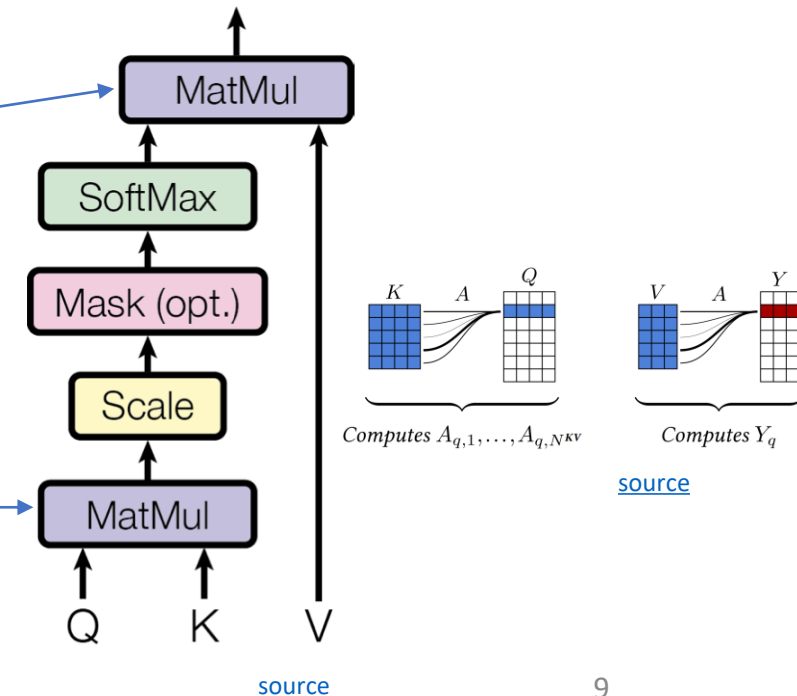 MatMul
SoftMax
Mask (opt.)
Scale
MatMul
Q K V
source
K A Q
Computes A_{q,1},...,A_{q,N^{KV}}
V A Y
Computes Y_q
source
9